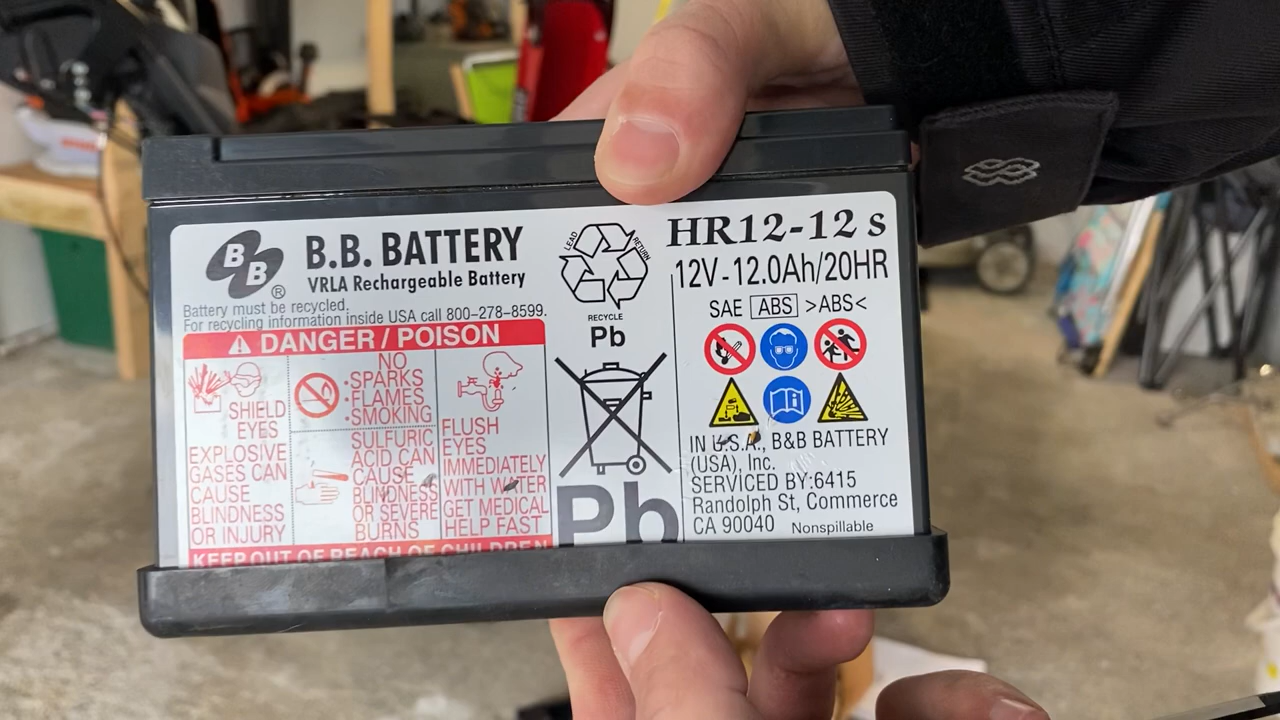 BB ®
B.B. BATTERY
VRLA Rechargeable Battery
Battery must be recycled.
For recycling information inside USA call 800-278-8599.
DANGER / POISON
SHIELD
EYES
EXPLOSIVE
GASES CAN
CAUSE
BLINDNESS
OR INJURY
NO
•SPARKS
•FLAMES
•SMOKING
SULFURIC
ACID CAN
CAUSE
BLINDNESS
OR SEVERE
BURNS
FLUSH
EYES
IMMEDIATELY
WITH WATER
GET MEDICAL
HELP FAST
KEEP OUT OF REACH OF CHILDREN
LEAD
RETURN
RECYCLE
Pb
Pb
HR12-12 s
12V-12.0Ah/20HR
SAE ABS >ABS<
IN U.S.A., B&B BATTERY
(USA), Inc.
SERVICED BY:6415
Randolph St, Commerce
CA 90040 Nonspillable